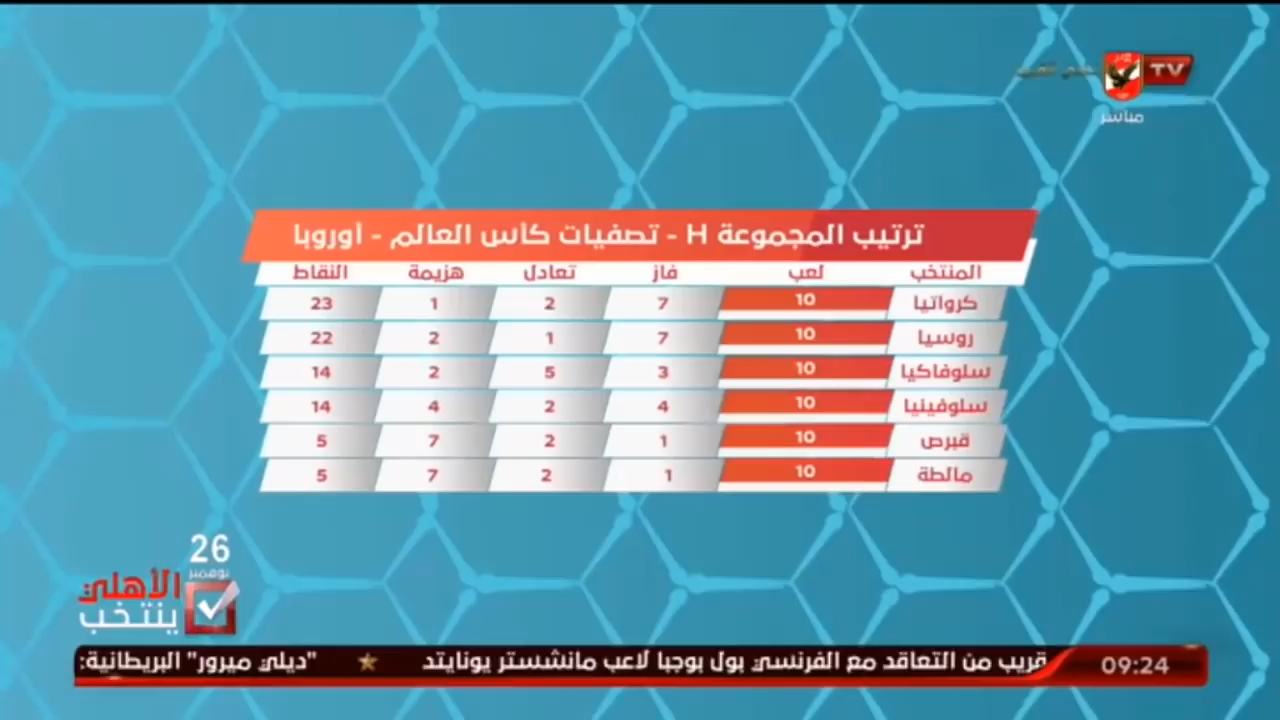 TV
مباشر
ترتيب المجموعة H - تصفيات كأس العالم - أوروبا
المنتخب لعب فاز تعادل هزيمة النقاط
كرواتيا 10 7 2 1 23
روسيا 10 7 1 2 22
سلوفاكيا 10 3 5 2 14
سلوفينيا 10 4 2 4 14
قبرص 10 1 2 7 5
مالطة 10 1 2 7 5
26
نوفمبر
الأهلي
ينتخب
09:24 قريب من التعاقد مع الفرنسي بول بوجبا لاعب مانشستر يونايتد "ديلي ميرور" البريطانية: